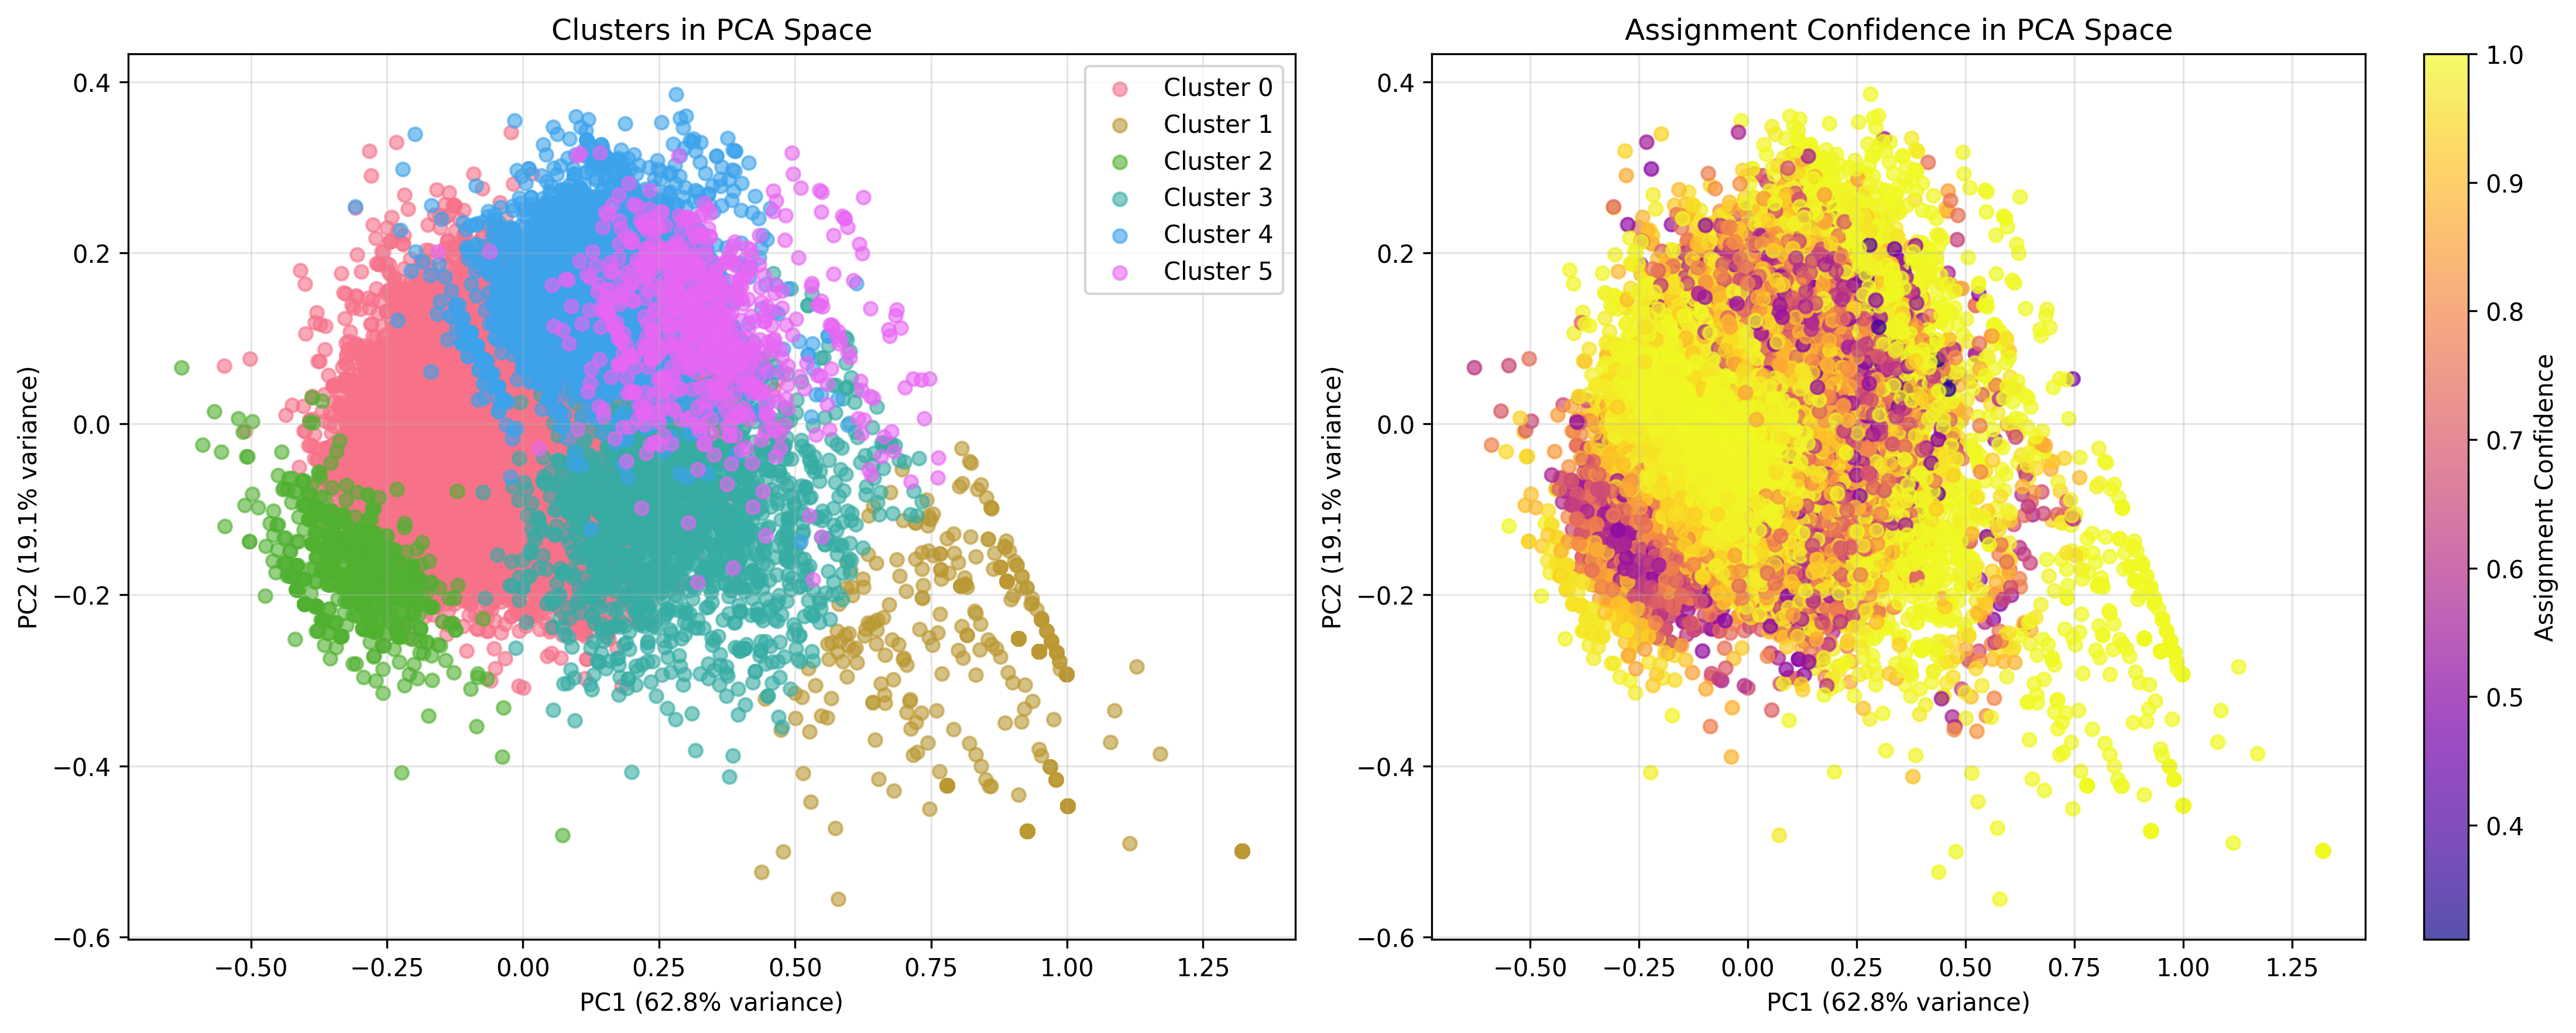 Clusters in PCA Space
0.4
0.2
0.0
−0.2
−0.4
−0.6
PC2 (19.1% variance)
−0.50
−0.25
0.00
0.25
0.50
0.75
1.00
1.25
PC1 (62.8% variance)
Cluster 0
Cluster 1
Cluster 2
Cluster 3
Cluster 4
Cluster 5
Assignment Confidence in PCA Space
0.4
0.2
0.0
−0.2
−0.4
−0.6
PC2 (19.1% variance)
−0.50
−0.25
0.00
0.25
0.50
0.75
1.00
1.25
PC1 (62.8% variance)
1.0
0.9
0.8
0.7
0.6
0.5
0.4
Assignment Confidence